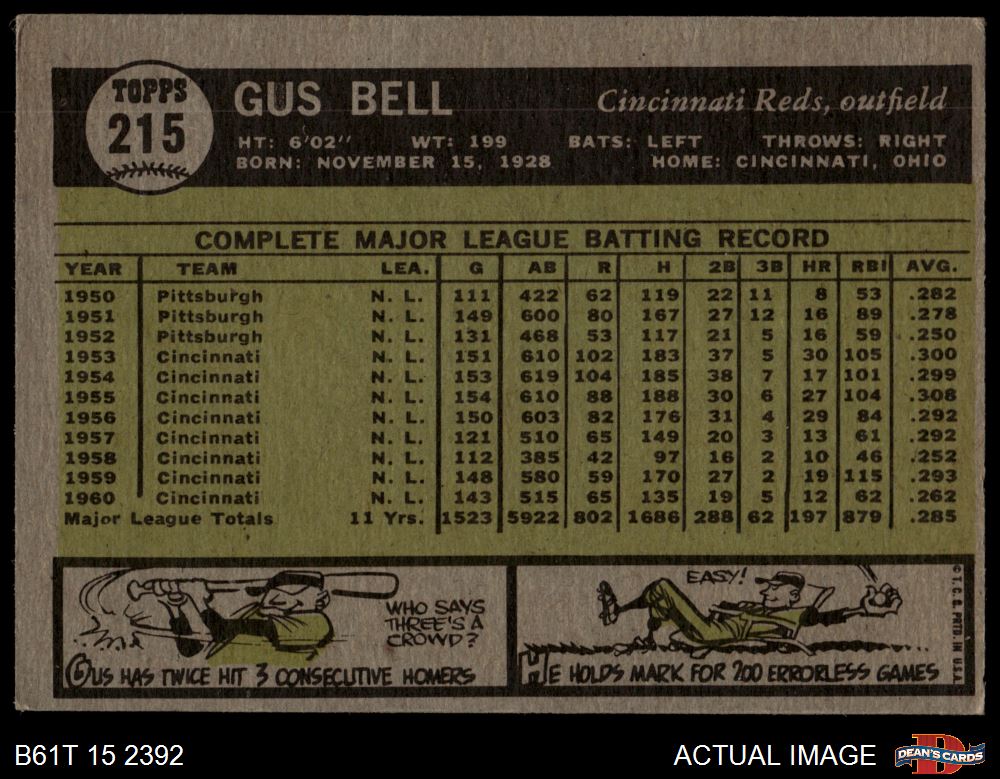 TOPPS
215
GUS BELL
Cincinnati Reds, outfield
HT: 6'02" WT: 199 BATS: LEFT THROWS: RIGHT
BORN: NOVEMBER 15, 1928 HOME: CINCINNATI, OHIO
COMPLETE MAJOR LEAGUE BATTING RECORD
YEAR TEAM LEA. G AB R H 2B 3B HR RBI AVG.
1950 Pittsburgh N. L. 111 422 62 119 22 11 8 53 .282
1951 Pittsburgh N. L. 149 600 80 167 27 12 16 89 .278
1952 Pittsburgh N. L. 131 468 53 117 21 5 16 59 .250
1953 Cincinnati N. L. 151 610 102 183 37 5 30 105 .300
1954 Cincinnati N. L. 153 619 104 185 38 7 17 101 .299
1955 Cincinnati N. L. 154 610 88 188 30 6 27 104 .308
1956 Cincinnati N. L. 150 603 82 176 31 4 29 84 .292
1957 Cincinnati N. L. 121 510 65 149 20 3 13 61 .292
1958 Cincinnati N. L. 112 385 42 97 16 2 10 46 .252
1959 Cincinnati N. L. 148 580 59 170 27 2 19 115 .293
1960 Cincinnati N. L. 143 515 65 135 19 5 12 62 .262
Major League Totals 11 Yrs. 1523 5922 802 1686 288 62 197 879 .285
WHO SAYS
THREE'S A
CROWD?
GUS HAS TWICE HIT 3 CONSECUTIVE HOMERS
EASY!
HE HOLDS MARK FOR 200 ERRORLESS GAMES
© T. C. G. PRTD. IN U.S.A.
B61T 15 2392
ACTUAL IMAGE
DEAN'S CARDS